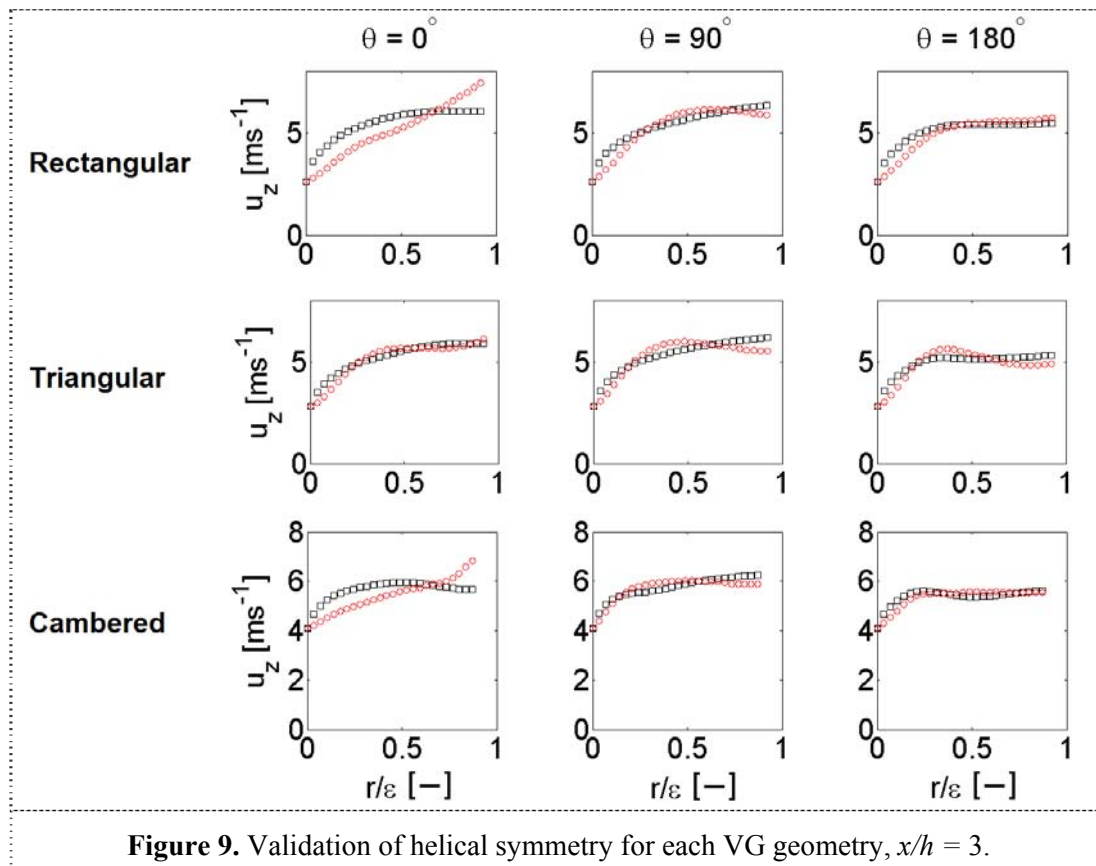 θ = 0° θ = 90° θ = 180°
Rectangular
u_z [ms⁻¹]
5
0
0 0.5 1
5
0
0 0.5 1
5
0
0 0.5 1
Triangular
u_z [ms⁻¹]
5
0
0 0.5 1
5
0
0 0.5 1
5
0
0 0.5 1
Cambered
u_z [ms⁻¹]
8
6
4
2
0
0 0.5 1
r/ε [−]
8
6
4
2
0
0 0.5 1
r/ε [−]
8
6
4
2
0
0 0.5 1
r/ε [−]
Figure 9. Validation of helical symmetry for each VG geometry, x/h = 3.